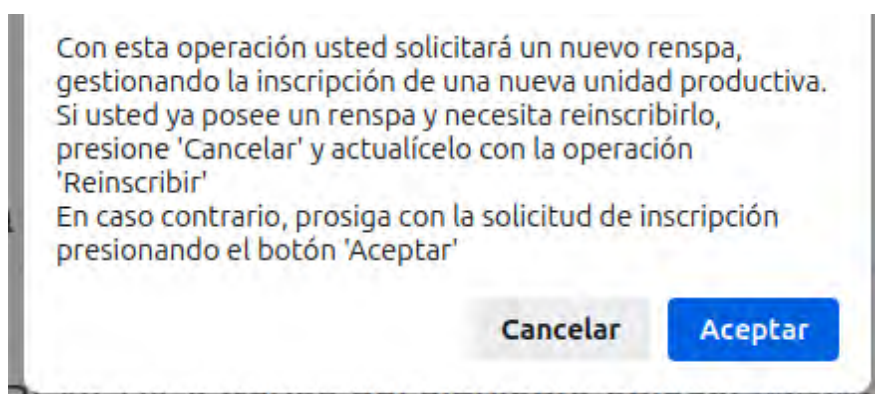 Con esta operación usted solicitará un nuevo renspa,
gestionando la inscripción de una nueva unidad productiva.
Si usted ya posee un renspa y necesita reinscribirlo,
presione 'Cancelar' y actualícelo con la operación
'Reinscribir'
En caso contrario, prosiga con la solicitud de inscripción
presionando el botón 'Aceptar'
Cancelar Aceptar